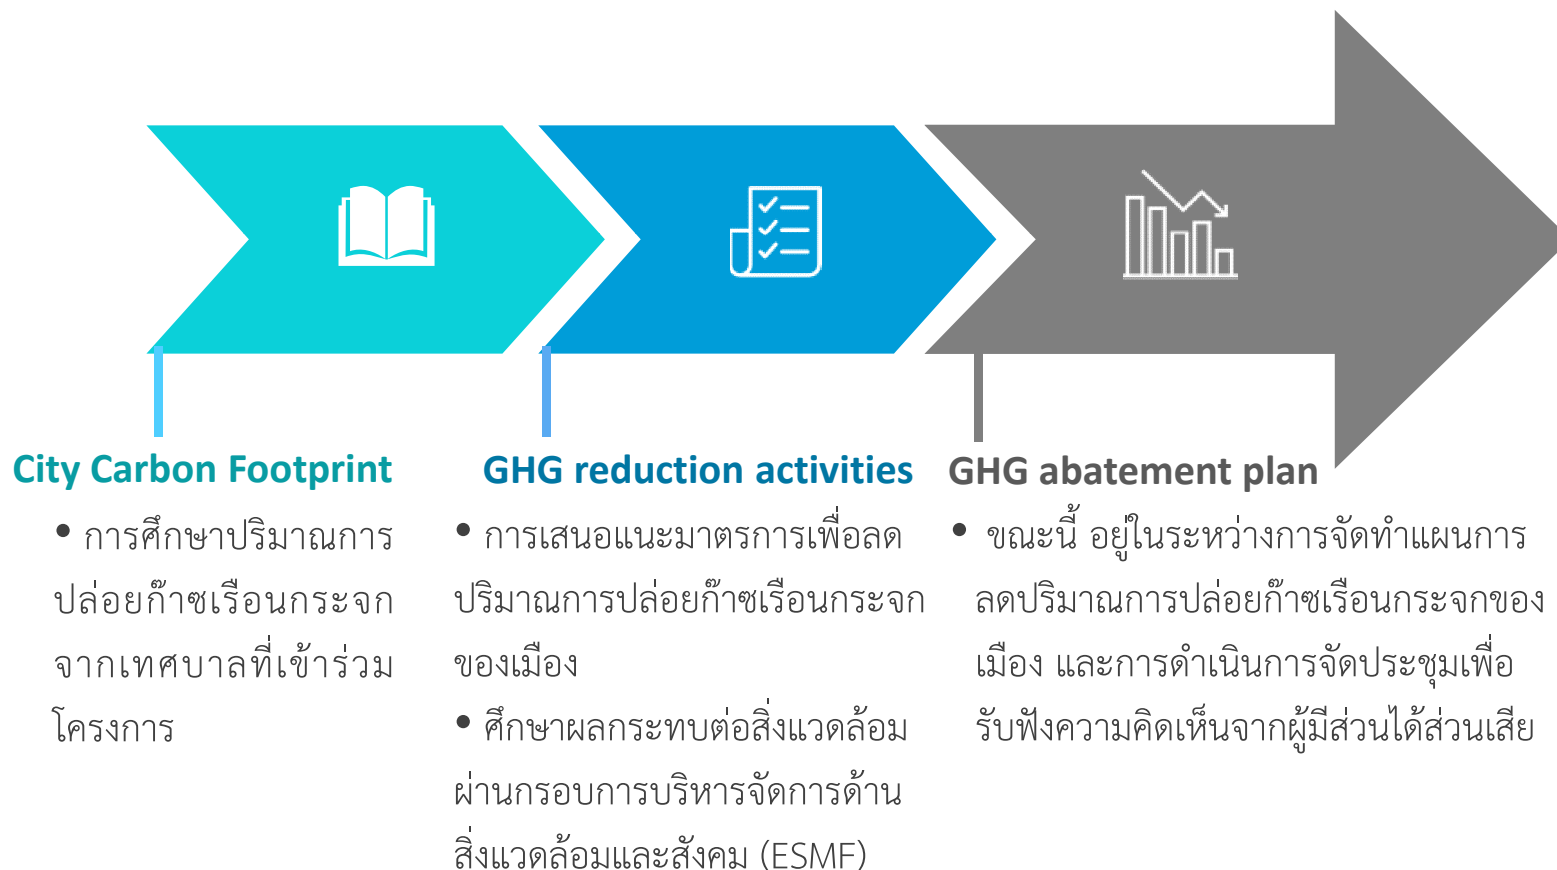 City Carbon Footprint
• การศึกษาปริมาณการ
ปล่อยก๊าซเรือนกระจก
จากเทศบาลที่เข้าร่วม
โครงการ
GHG reduction activities
• การเสนอแนะมาตรการเพื่อลด
ปริมาณการปล่อยก๊าซเรือนกระจก
ของเมือง
• ศึกษาผลกระทบต่อสิ่งแวดล้อม
ผ่านกรอบการบริหารจัดการด้าน
สิ่งแวดล้อมและสังคม (ESMF)
GHG abatement plan
• ขณะนี้ อยู่ในระหว่างการจัดทำแผนการ
ลดปริมาณการปล่อยก๊าซเรือนกระจกของ
เมือง และการดำเนินการจัดประชุมเพื่อ
รับฟังความคิดเห็นจากผู้มีส่วนได้ส่วนเสีย